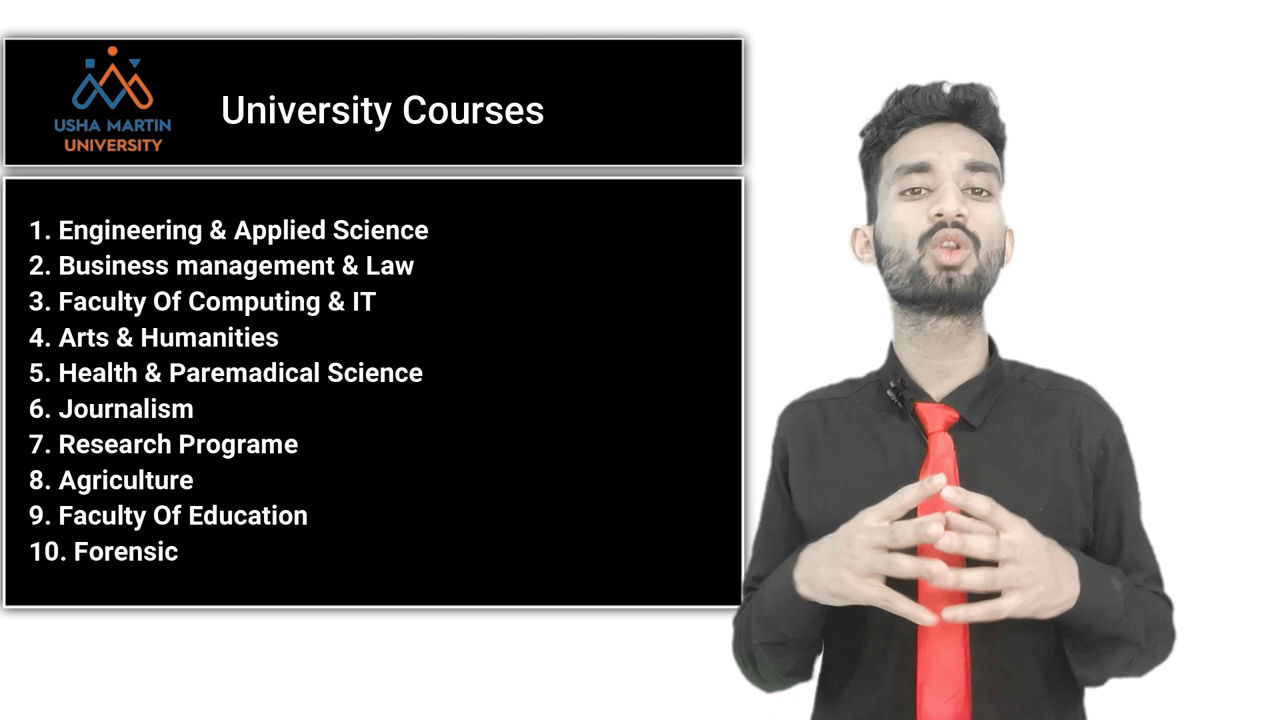 USHA MARTIN
UNIVERSITY
University Courses
1. Engineering & Applied Science
2. Business management & Law
3. Faculty Of Computing & IT
4. Arts & Humanities
5. Health & Paremadical Science
6. Journalism
7. Research Programe
8. Agriculture
9. Faculty Of Education
10. Forensic